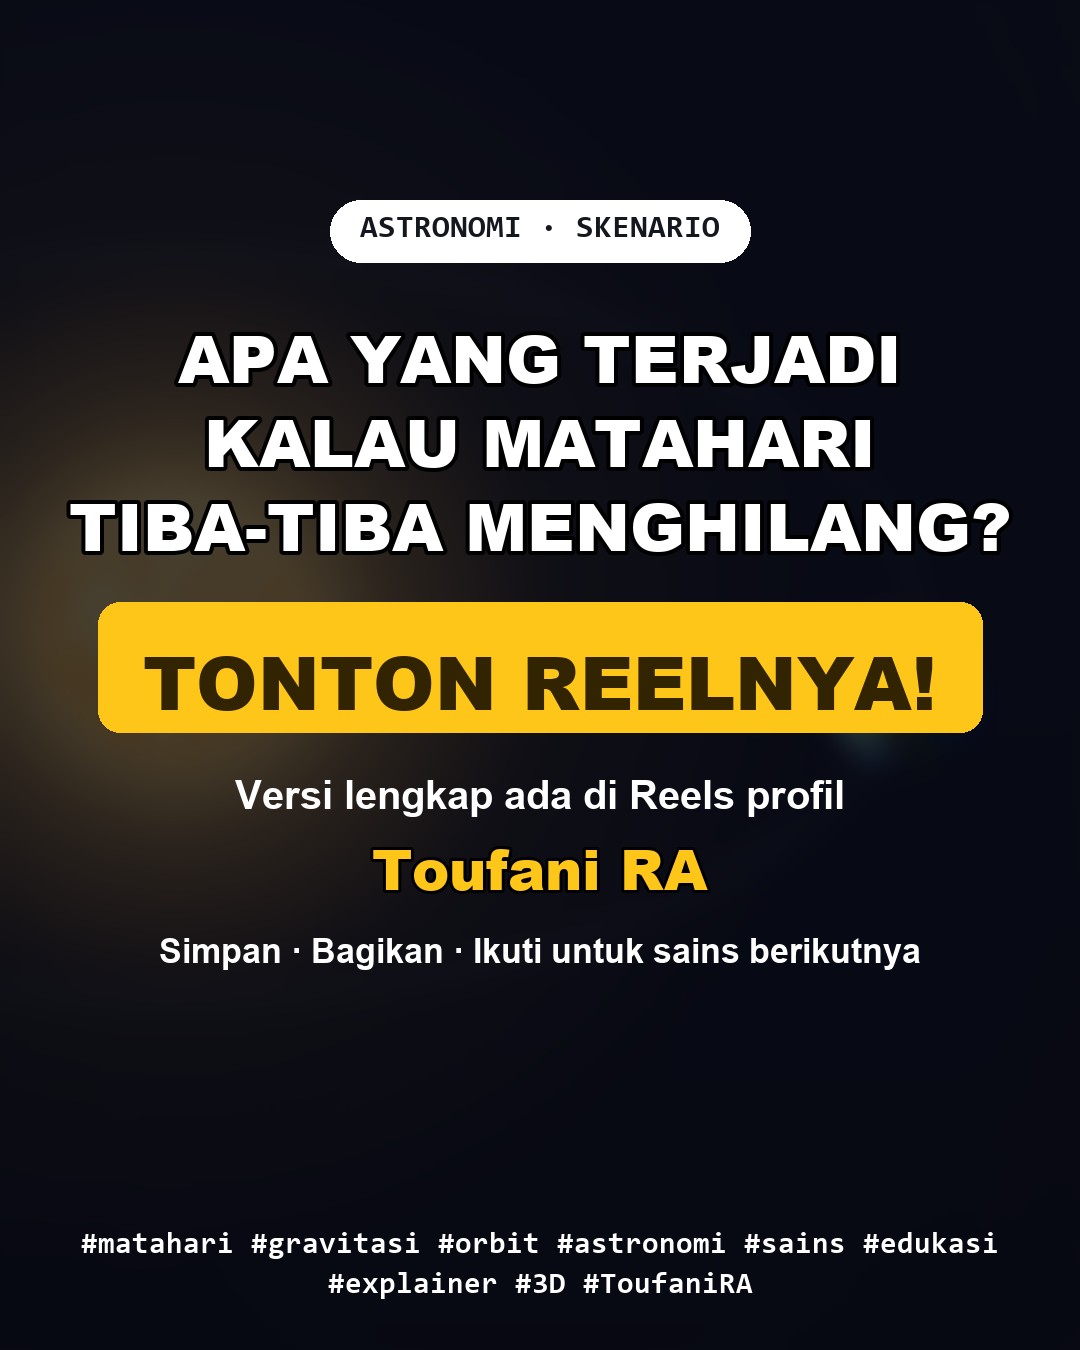 ASTRONOMI · SKENARIO
APA YANG TERJADI
KALAU MATAHARI
TIBA-TIBA MENGHILANG?
TONTON REELNYA!
Versi lengkap ada di Reels profil
Toufani RA
Simpan · Bagikan · Ikuti untuk sains berikutnya
#matahari #gravitasi #orbit #astronomi #sains #edukasi
#explainer #3D #ToufaniRA